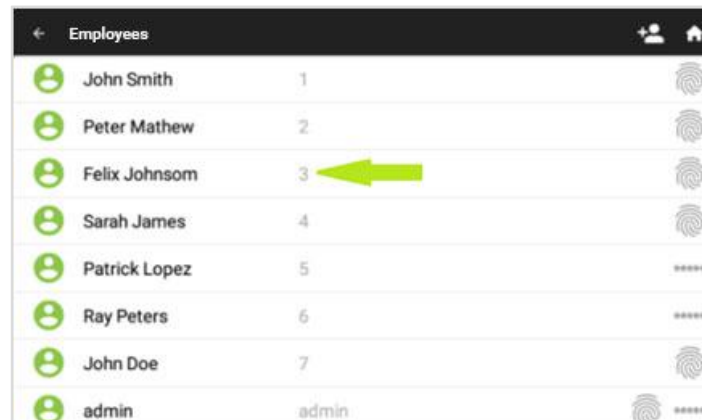 Employees
John Smith 1
Peter Mathew 2
Felix Johnsom 3
Sarah James 4
Patrick Lopez 5
Ray Peters 6
John Doe 7
admin admin